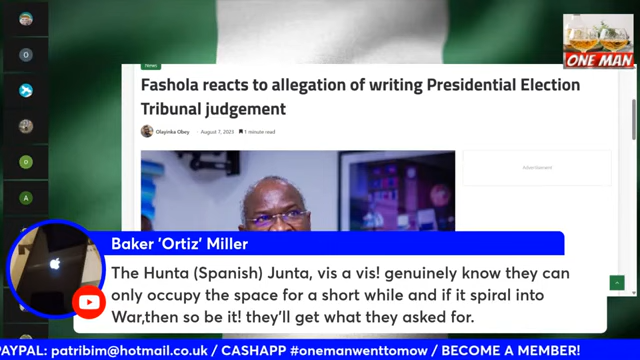 ONE MAN
News
Fashola reacts to allegation of writing Presidential Election
Tribunal judgement
Olayinka Obey
August 7, 2023
1 minute read
Advertisement
O
O
A
Baker ‘Ortiz’ Miller
The Hunta (Spanish) Junta, vis a vis! genuinely know they can
only occupy the space for a short while and if it spiral into
War,then so be it! they’ll get what they asked for.
PAYPAL: patribim@hotmail.co.uk / CASHAPP #onemanwenttomow / BECOME A MEMBER!